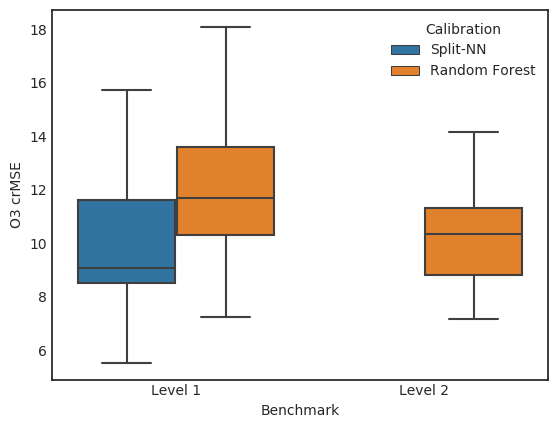 18
16
14
12
10
8
6
O3 crMSE
Calibration
Split-NN
Random Forest
Level 1
Level 2
Benchmark